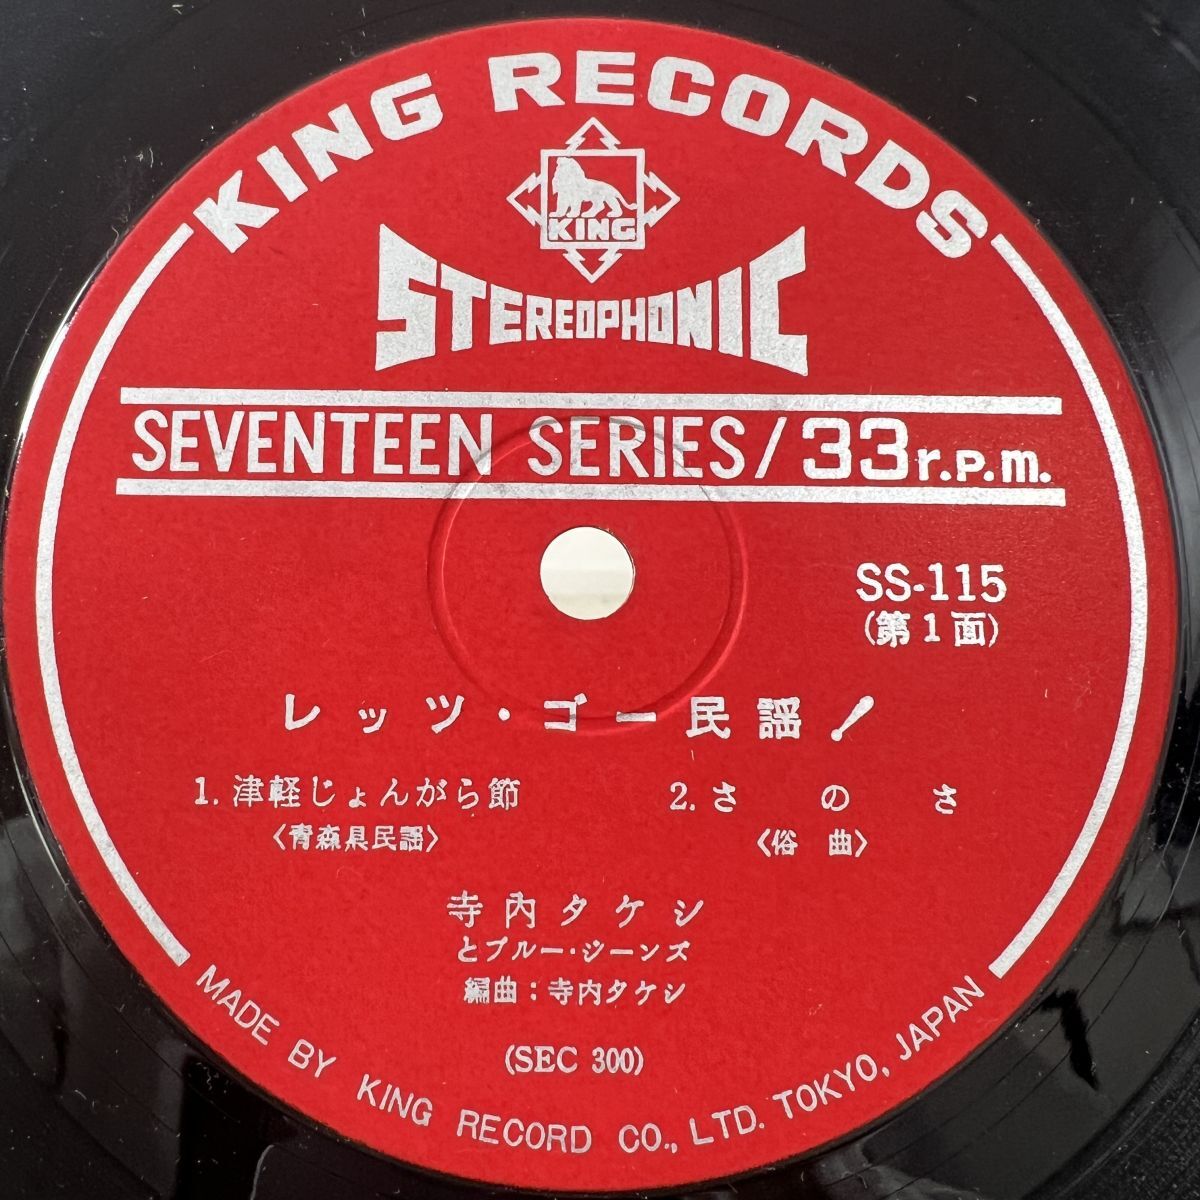 KING RECORDS
KING
STEREOPHONIC
SEVENTEEN SERIES/33 r.p.m.
SS-115
(第1面)
レッツ・ゴー民謡!
1. 津軽じょんがら節
〈青森県民謡〉
2. さのさ
〈俗曲〉
寺内タケシ
とブルー・ジーンズ
編曲：寺内タケシ
(SEC 300)
MADE BY KING RECORD CO., LTD. TOKYO, JAPAN